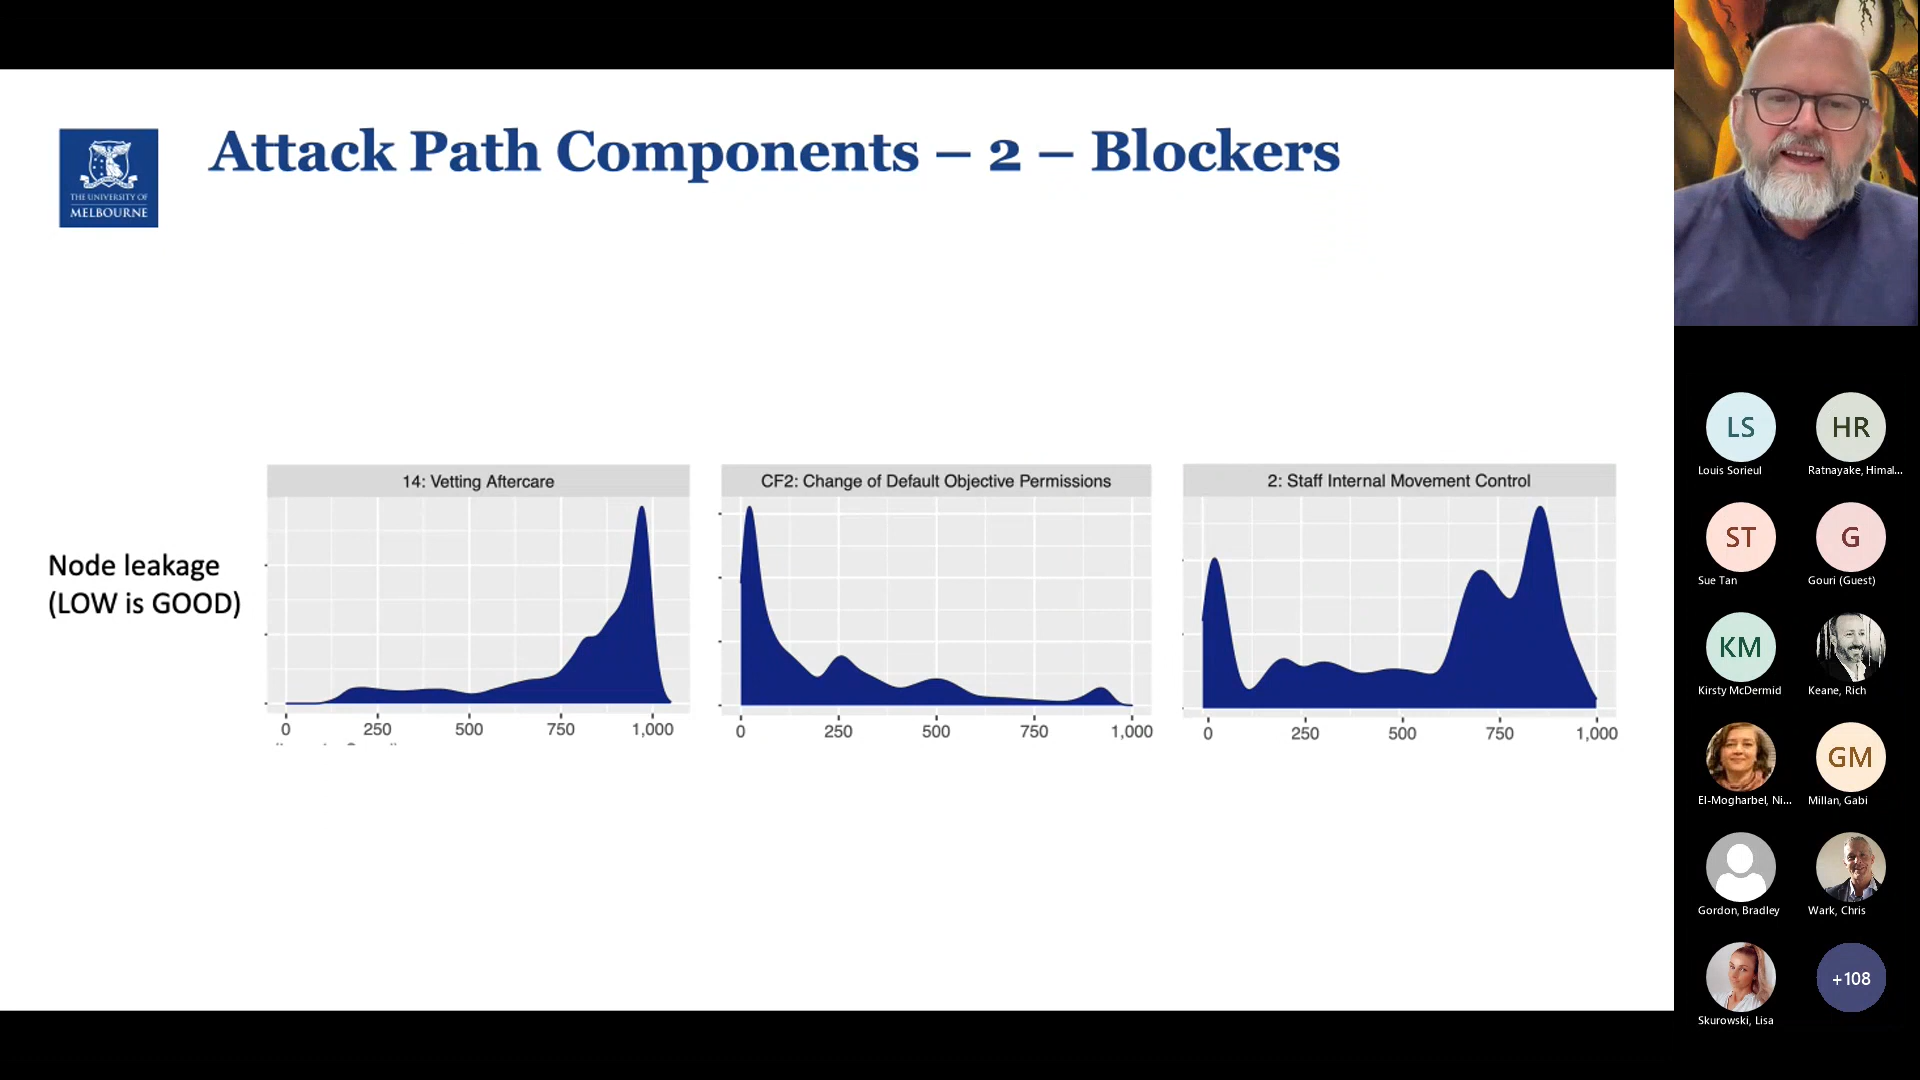 Attack Path Components – 2 – Blockers
THE UNIVERSITY OF
MELBOURNE
Node leakage
(LOW is GOOD)
14: Vetting Aftercare
0 250 500 750 1,000
CF2: Change of Default Objective Permissions
0 250 500 750 1,000
2: Staff Internal Movement Control
0 250 500 750 1,000
LS
Louis Sorieul
HR
Ratnayake, Himal...
ST
Sue Tan
G
Gouri (Guest)
KM
Kirsty McDermid
Keane, Rich
El-Mogharbel, Ni...
GM
Millan, Gabi
Gordon, Bradley
Wark, Chris
Skurowski, Lisa
+108